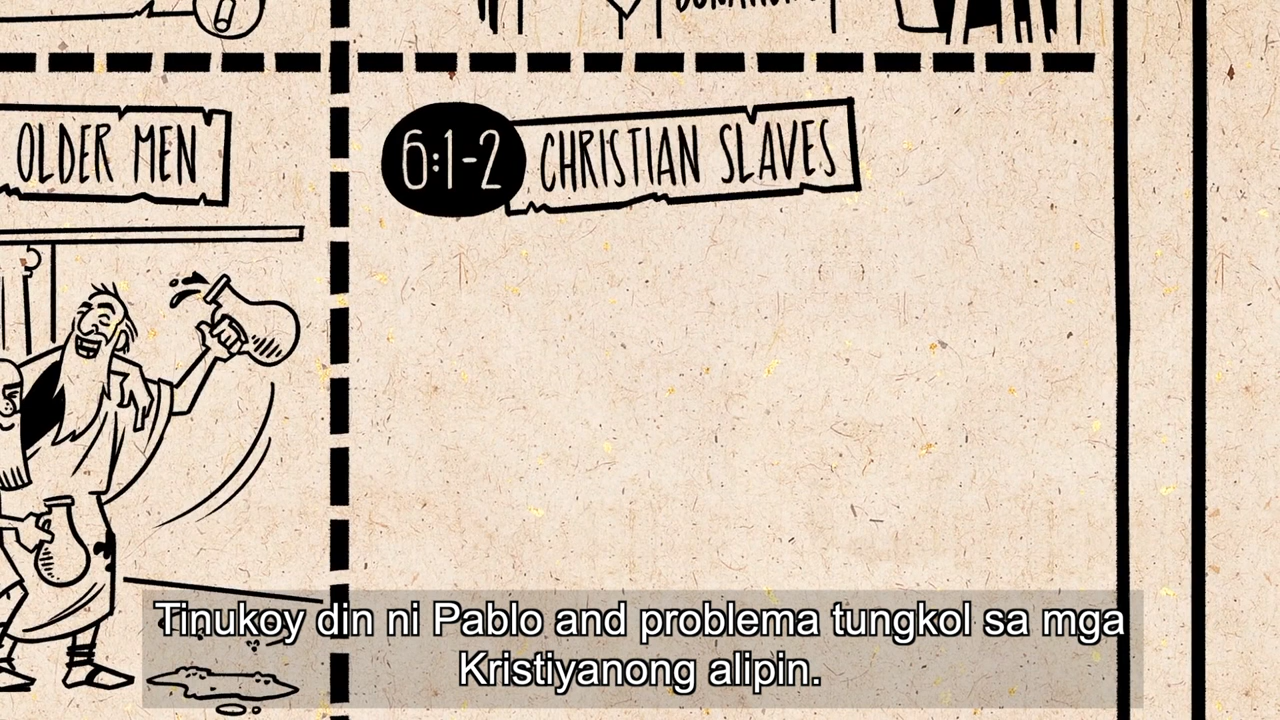 OLDER MEN
6:1-2 CHRISTIAN SLAVES
Tinukoy din ni Pablo and problema tungkol sa mga
Kristiyanong alipin.